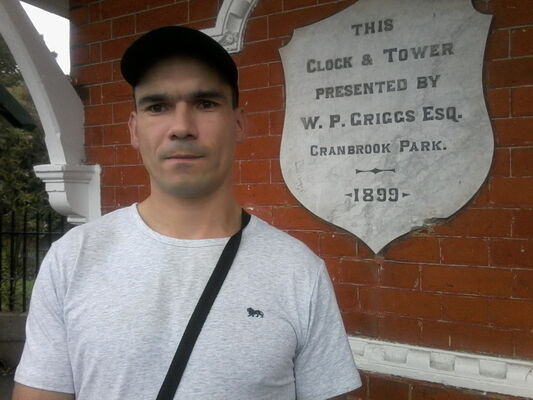 THIS
CLOCK & TOWER
PRESENTED BY
W. P. GRIGGS ESQ.
CRANBROOK PARK.
1899